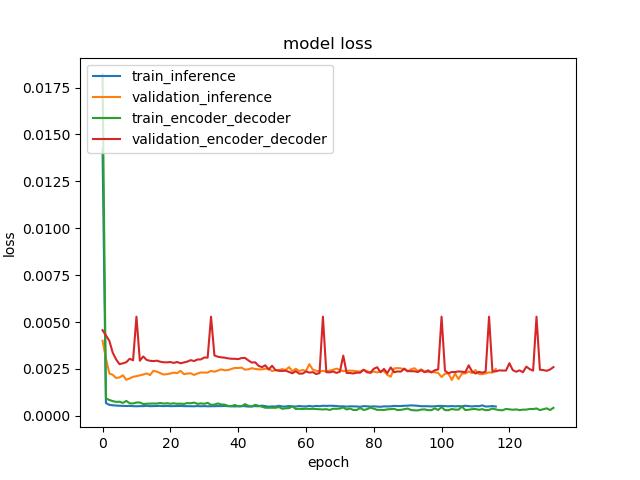 model loss
train_inference
validation_inference
train_encoder_decoder
validation_encoder_decoder
loss
0.0175
0.0150
0.0125
0.0100
0.0075
0.0050
0.0025
0.0000
0 20 40 60 80 100 120
epoch